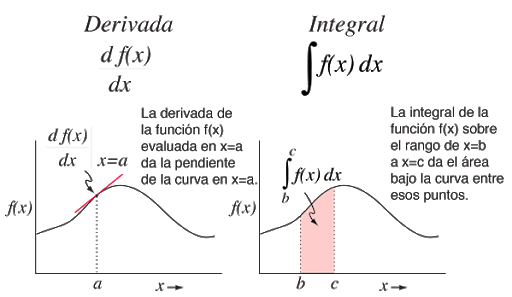 Derivada
d f(x)
dx
La derivada de
la función f(x)
evaluada en x=a
da la pendiente
de la curva en x=a.
d f(x)
dx
x=a
f(x)
a
x→
Integral
∫f(x) dx
La integral de la
función f(x) sobre
el rango de x=b
a x=c da el área
bajo la curva entre
esos puntos.
c
∫f(x) dx
b
f(x)
b c x→